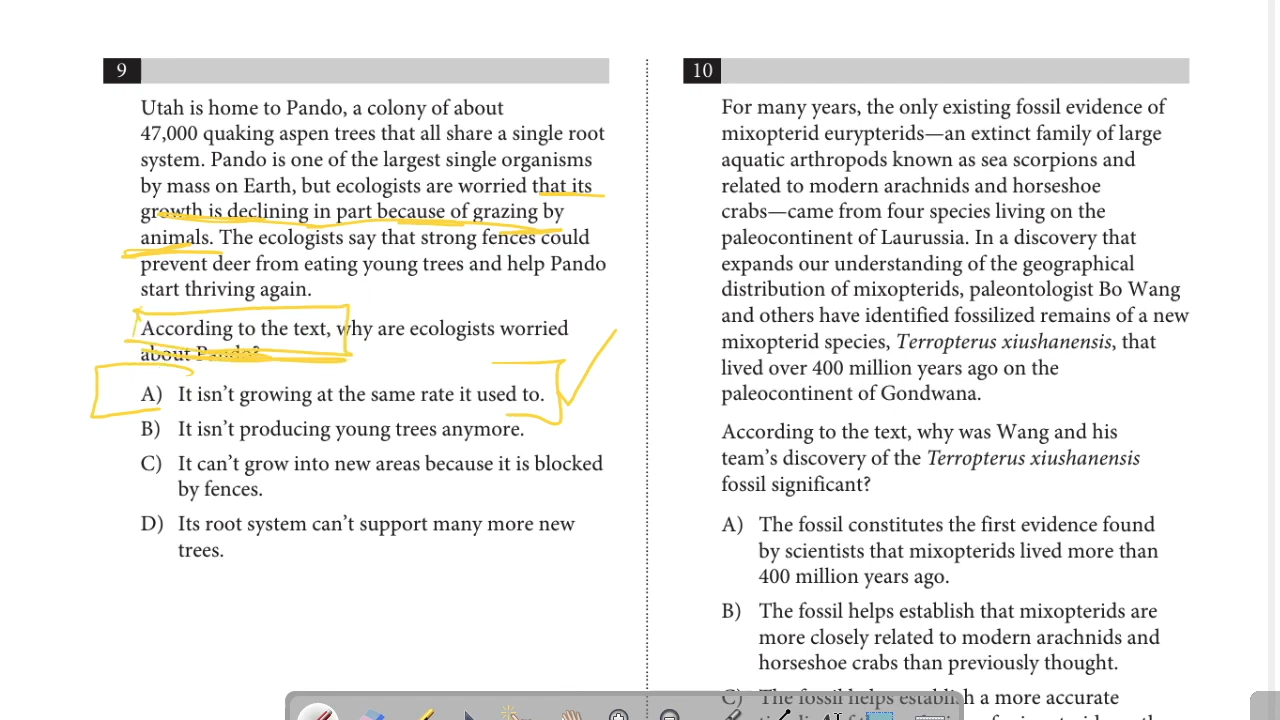 9
Utah is home to Pando, a colony of about
47,000 quaking aspen trees that all share a single root
system. Pando is one of the largest single organisms
by mass on Earth, but ecologists are worried that its
growth is declining in part because of grazing by
animals. The ecologists say that strong fences could
prevent deer from eating young trees and help Pando
start thriving again.
According to the text, why are ecologists worried
about Pando?
A) It isn't growing at the same rate it used to.
B) It isn't producing young trees anymore.
C) It can't grow into new areas because it is blocked
by fences.
D) Its root system can't support many more new
trees.
10
For many years, the only existing fossil evidence of
mixopterid eurypterids—an extinct family of large
aquatic arthropods known as sea scorpions and
related to modern arachnids and horseshoe
crabs—came from four species living on the
paleocontinent of Laurussia. In a discovery that
expands our understanding of the geographical
distribution of mixopterids, paleontologist Bo Wang
and others have identified fossilized remains of a new
mixopterid species, Terropterus xiushanensis, that
lived over 400 million years ago on the
paleocontinent of Gondwana.
According to the text, why was Wang and his
team's discovery of the Terropterus xiushanensis
fossil significant?
A) The fossil constitutes the first evidence found
by scientists that mixopterids lived more than
400 million years ago.
B) The fossil helps establish that mixopterids are
more closely related to modern arachnids and
horseshoe crabs than previously thought.
C) The fossil helps establish a more accurate